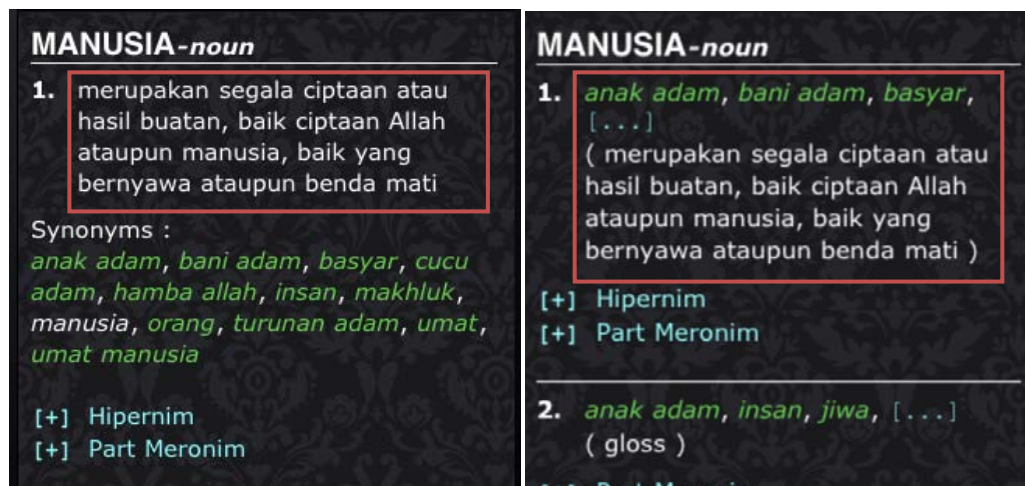 MANUSIA-noun
1. merupakan segala ciptaan atau
hasil buatan, baik ciptaan Allah
ataupun manusia, baik yang
bernyawa ataupun benda mati
Synonyms :
anak adam, bani adam, basyar, cucu
adam, hamba allah, insan, makhluk,
manusia, orang, turunan adam, umat,
umat manusia
[+] Hipernim
[+] Part Meronim
MANUSIA-noun
1. anak adam, bani adam, basyar,
[...]
( merupakan segala ciptaan atau
hasil buatan, baik ciptaan Allah
ataupun manusia, baik yang
bernyawa ataupun benda mati )
[+] Hipernim
[+] Part Meronim
2. anak adam, insan, jiwa, [...]
( gloss )